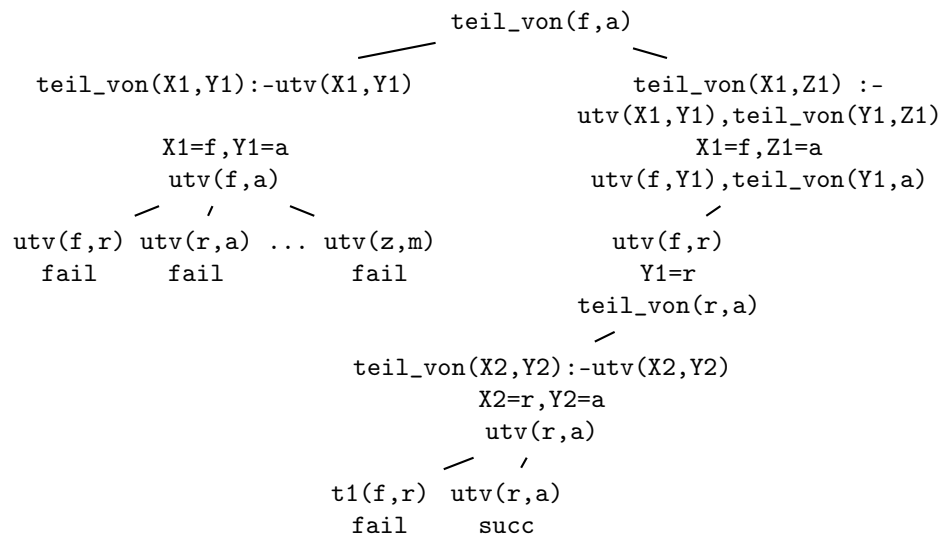 teil_von(f,a)
teil_von(X1,Y1):-utv(X1,Y1)
X1=f,Y1=a
utv(f,a)
utv(f,r) utv(r,a) ... utv(z,m)
fail fail fail
teil_von(X1,Z1) :-
utv(X1,Y1),teil_von(Y1,Z1)
X1=f,Z1=a
utv(f,Y1),teil_von(Y1,a)
utv(f,r)
Y1=r
teil_von(r,a)
teil_von(X2,Y2):-utv(X2,Y2)
X2=r,Y2=a
utv(r,a)
t1(f,r) utv(r,a)
fail succ